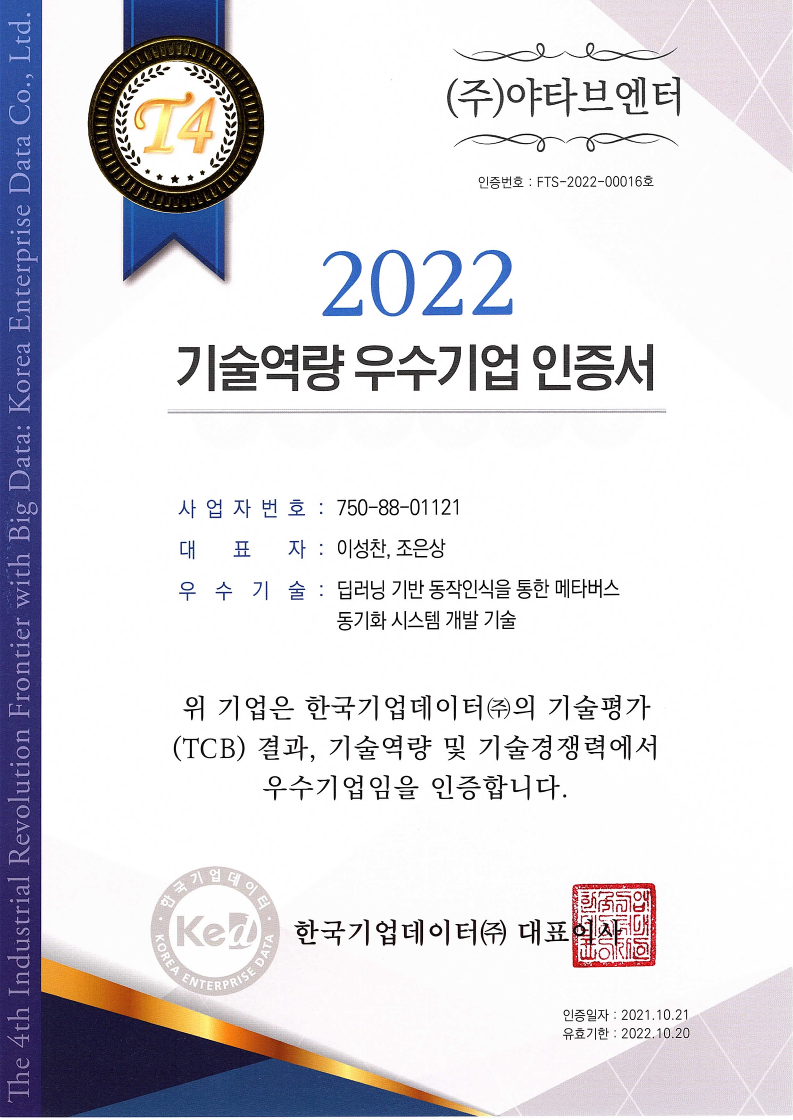 The 4th Industrial Revolution Frontier with Big Data: Korea Enterprise Data Co., Ltd.
T4
(주)야타브엔터
인증번호 : FTS-2022-00016호
2022
기술역량 우수기업 인증서
사업자번호 : 750-88-01121
대 표 자 : 이성찬, 조은상
우 수 기 술 : 딥러닝 기반 동작인식을 통한 메타버스
동기화 시스템 개발 기술
위 기업은 한국기업데이터㈜의 기술평가
(TCB) 결과, 기술역량 및 기술경쟁력에서
우수기업임을 인증합니다.
한국기업데이터
Ked
KOREA ENTERPRISE DATA
한국기업데이터㈜ 대표이사
인증일자 : 2021.10.21
유효기한 : 2022.10.20